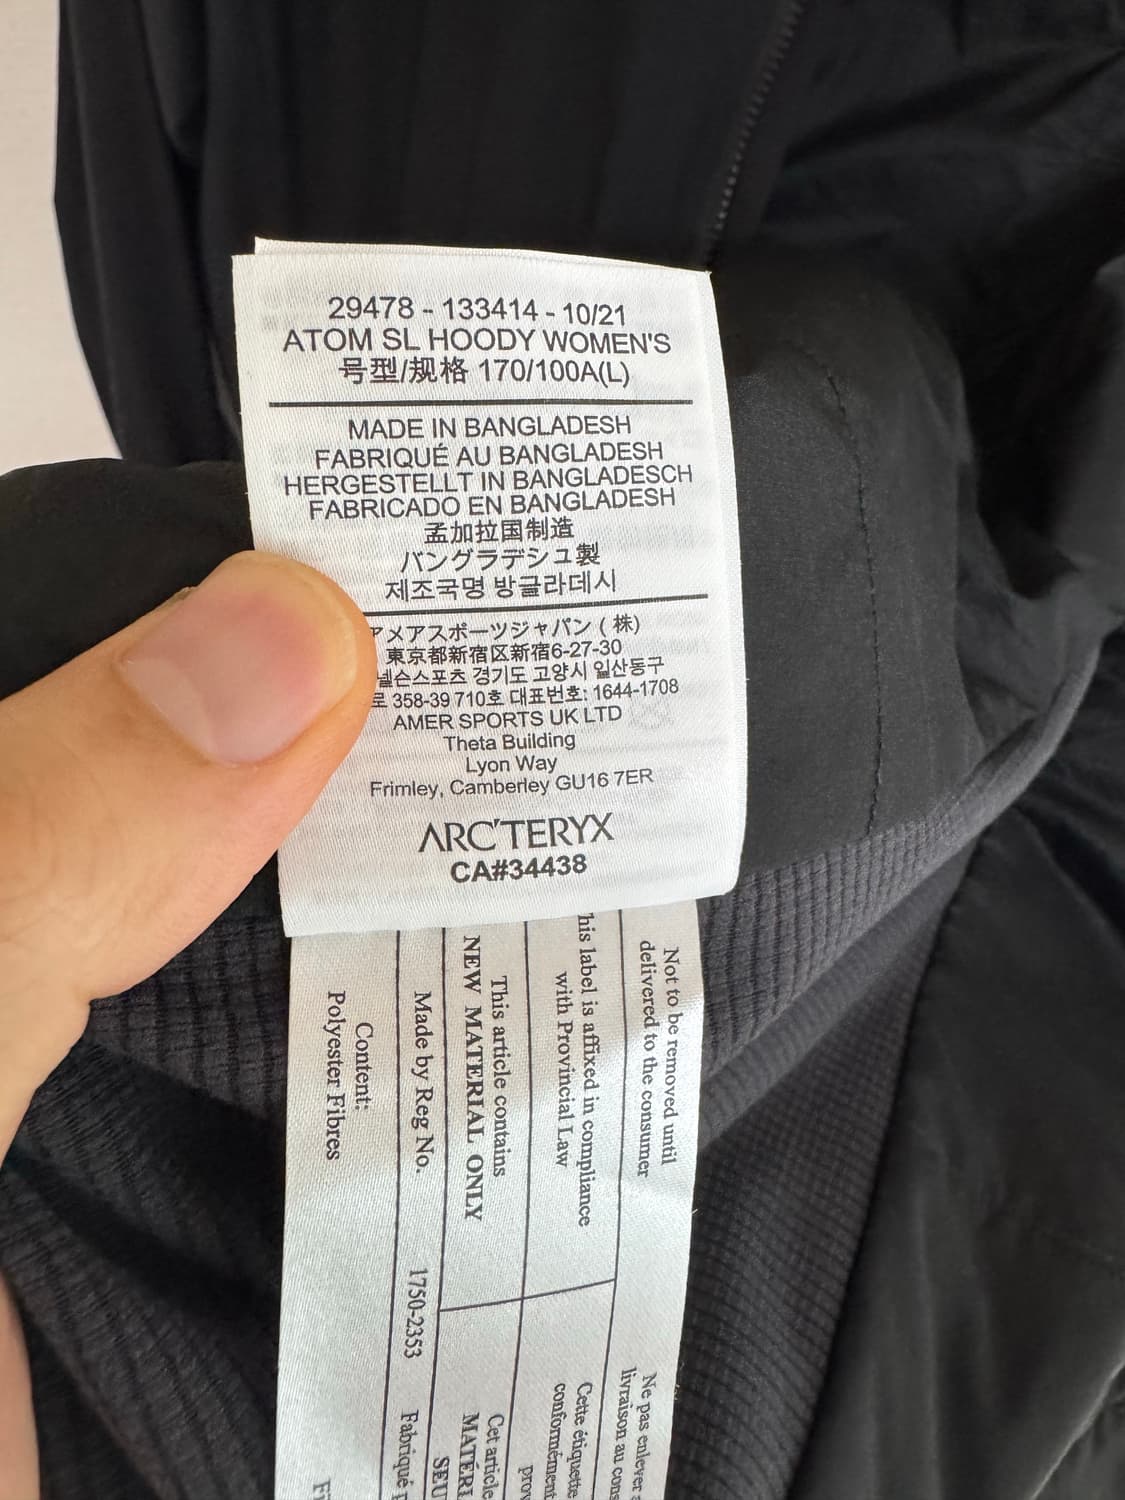 29478 - 133414 - 10/21
ATOM SL HOODY WOMEN'S
号型/规格 170/100A(L)
MADE IN BANGLADESH
FABRIQUÉ AU BANGLADESH
HERGESTELLT IN BANGLADESCH
FABRICADO EN BANGLADESH
孟加拉国制造
バングラデシュ製
제조국명 방글라데시
アメアスポーツジャパン ( 株)
東京都新宿区新宿6-27-30
넬슨스포츠 경기도 고양시 일산동구
로 358-39 710호 대표번호: 1644-1708
AMER SPORTS UK LTD
Theta Building
Lyon Way
Frimley, Camberley GU16 7ER
ARC'TERYX
CA#34438
Not to be removed until
delivered to the consumer
his label is affixed in compliance
with Provincial Law
This article contains
NEW MATERIAL ONLY
Made by Reg No. 1750-2353
Content:
Polyester Fibres
Ne pas enlever
livraison au
Cette étiquette
conformément
Cet article
Fabriqué